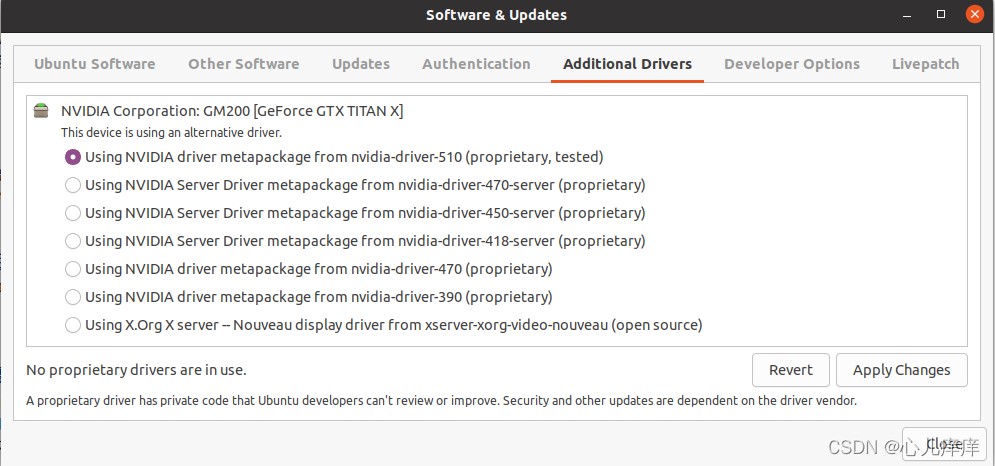 Software & Updates
Ubuntu Software Other Software Updates Authentication Additional Drivers Developer Options Livepatch
NVIDIA Corporation: GM200 [GeForce GTX TITAN X]
This device is using an alternative driver.
Using NVIDIA driver metapackage from nvidia-driver-510 (proprietary, tested)
Using NVIDIA Server Driver metapackage from nvidia-driver-470-server (proprietary)
Using NVIDIA Server Driver metapackage from nvidia-driver-450-server (proprietary)
Using NVIDIA Server Driver metapackage from nvidia-driver-418-server (proprietary)
Using NVIDIA driver metapackage from nvidia-driver-470 (proprietary)
Using NVIDIA driver metapackage from nvidia-driver-390 (proprietary)
Using X.Org X server -- Nouveau display driver from xserver-xorg-video-nouveau (open source)
No proprietary drivers are in use. Revert Apply Changes
A proprietary driver has private code that Ubuntu developers can't review or improve. Security and other updates are dependent on the driver vendor.
Close
CSDN